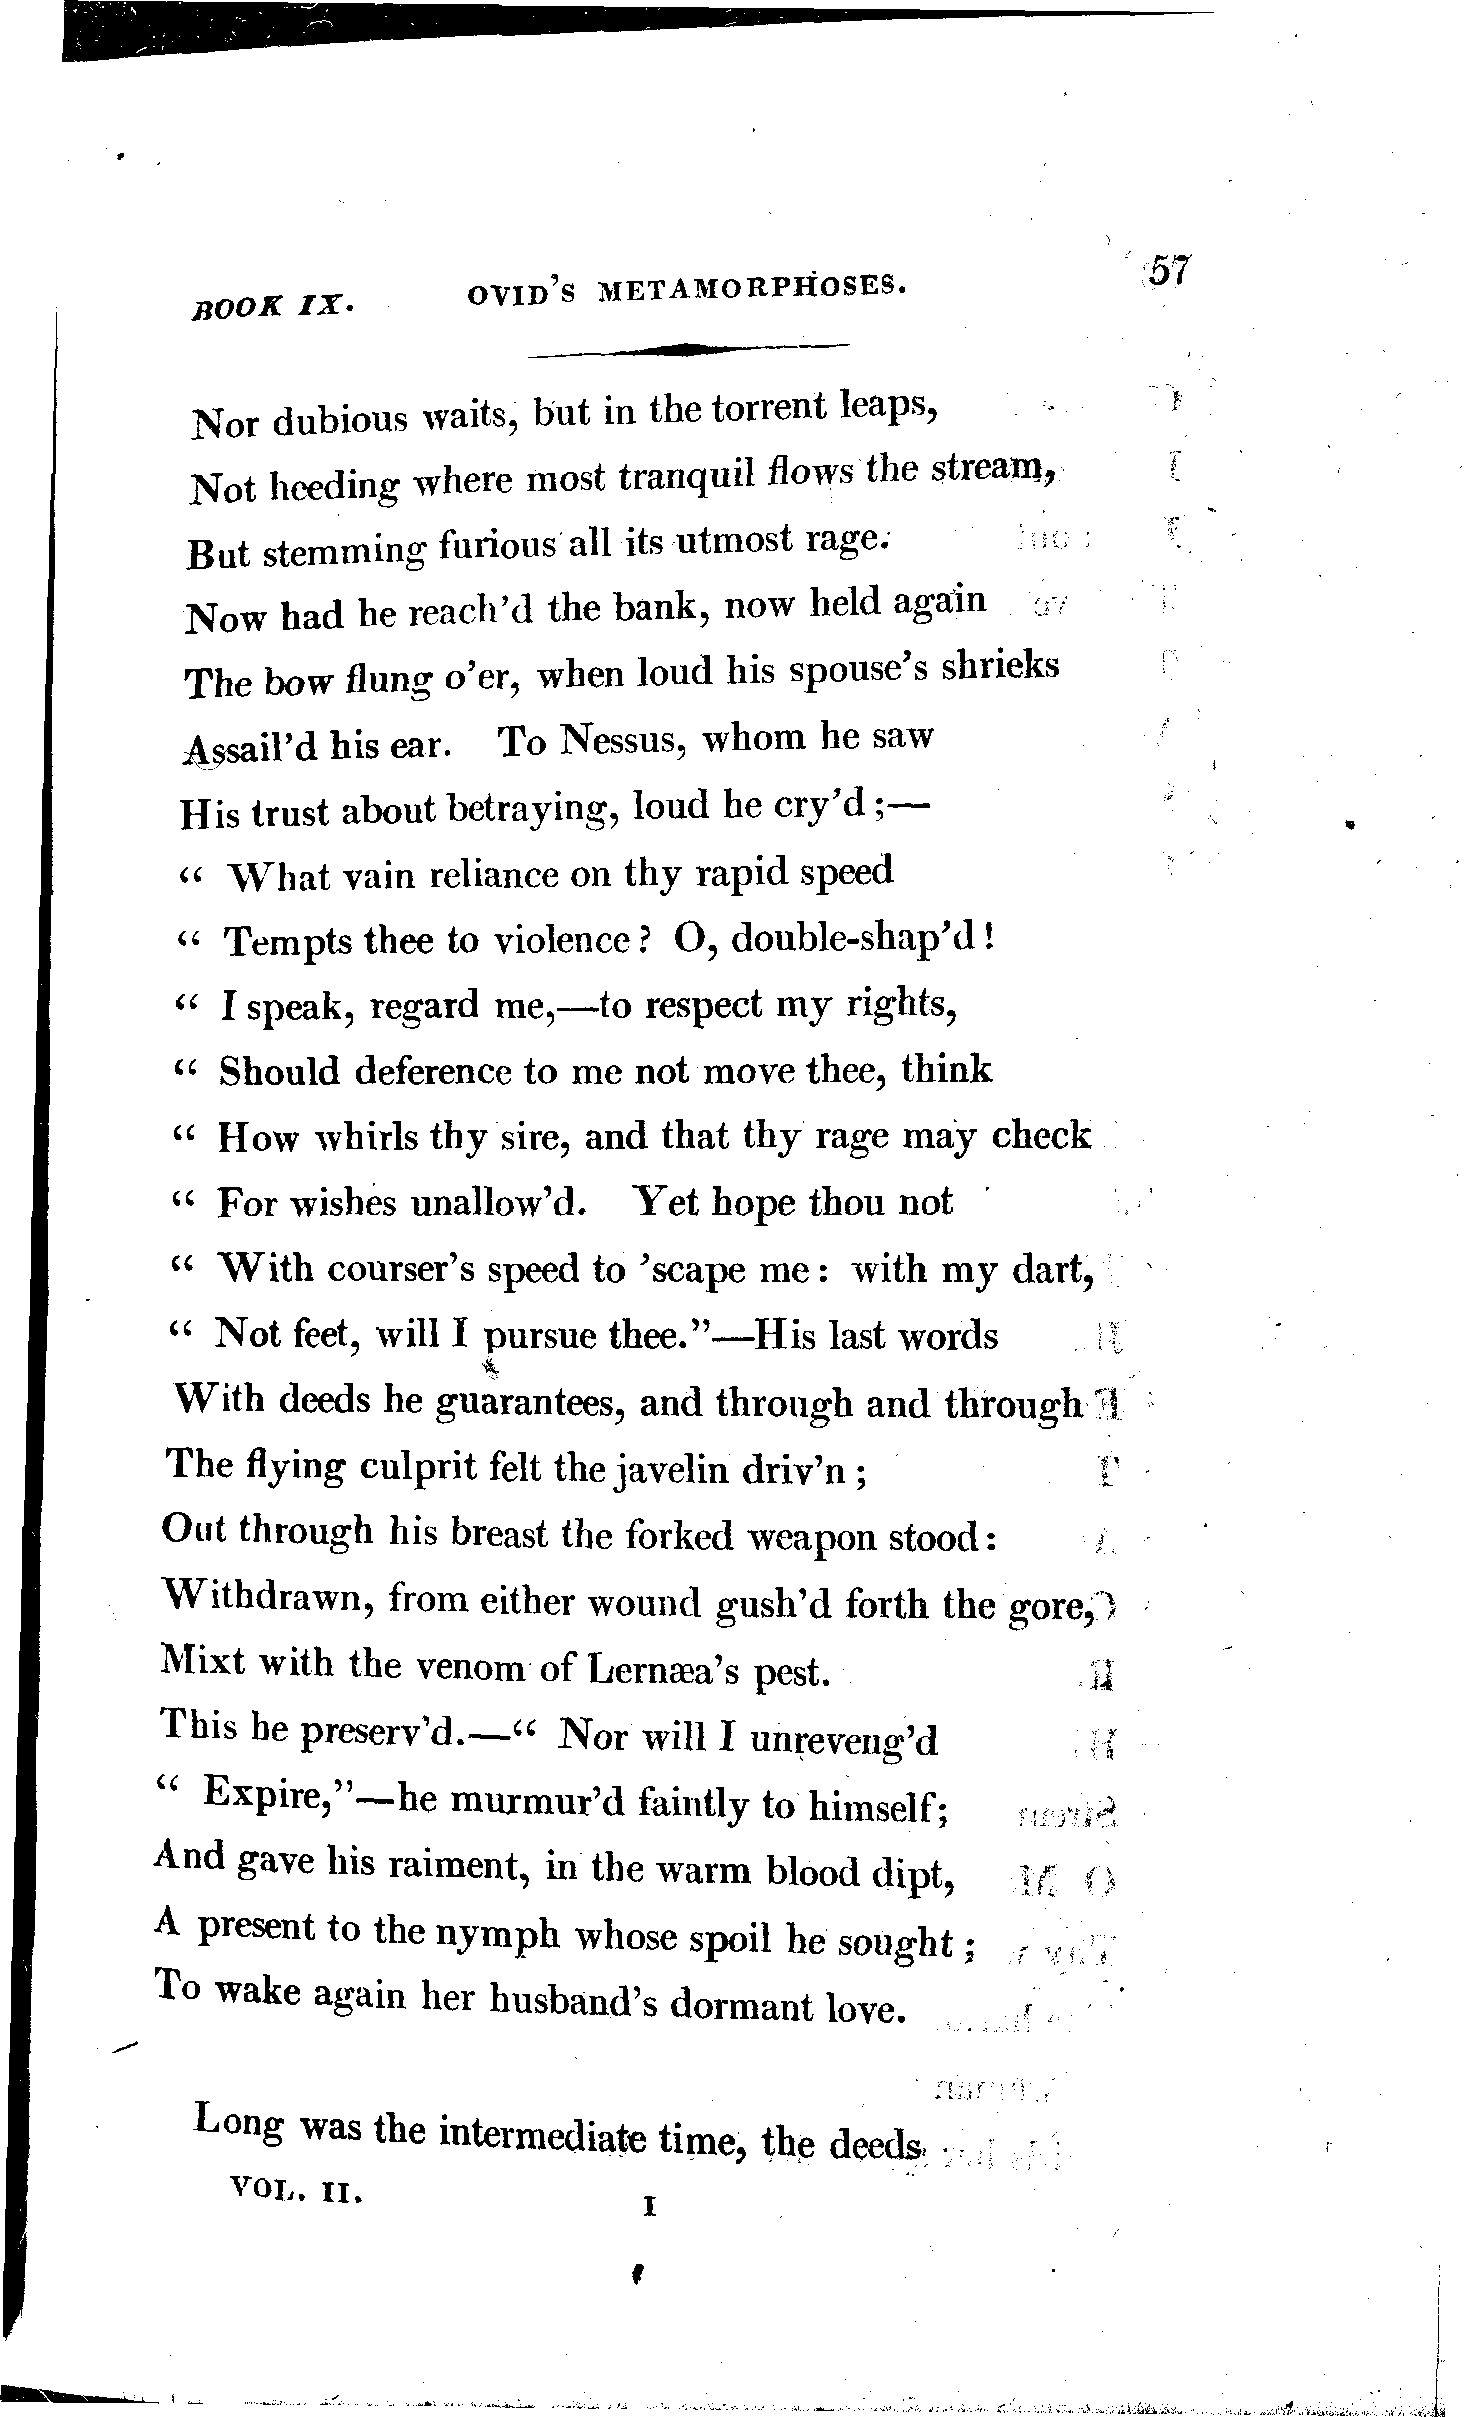 BOOK IX. OVID'S METAMORPHOSES. 57
Nor dubious waits, but in the torrent leaps,
Not heeding where most tranquil flows the stream,
But stemming furious all its utmost rage.
Now had he reach'd the bank, now held again
The bow flung o'er, when loud his spouse's shrieks
Assail'd his ear. To Nessus, whom he saw
His trust about betraying, loud he cry'd;—
“ What vain reliance on thy rapid speed
“ Tempts thee to violence? O, double-shap'd!
“ I speak, regard me,—to respect my rights,
“ Should deference to me not move thee, think
“ How whirls thy sire, and that thy rage may check
“ For wishes unallow'd. Yet hope thou not
“ With courser's speed to 'scape me: with my dart,
“ Not feet, will I pursue thee.”—His last words
With deeds he guarantees, and through and through
The flying culprit felt the javelin driv'n;
Out through his breast the forked weapon stood:
Withdrawn, from either wound gush'd forth the gore,
Mixt with the venom of Lernæa's pest.
This he preserv'd.—“ Nor will I unreveng'd
“ Expire,”—he murmur'd faintly to himself;
And gave his raiment, in the warm blood dipt,
A present to the nymph whose spoil he sought;
To wake again her husband's dormant love.
Long was the intermediate time, the deeds
VOL. II. I